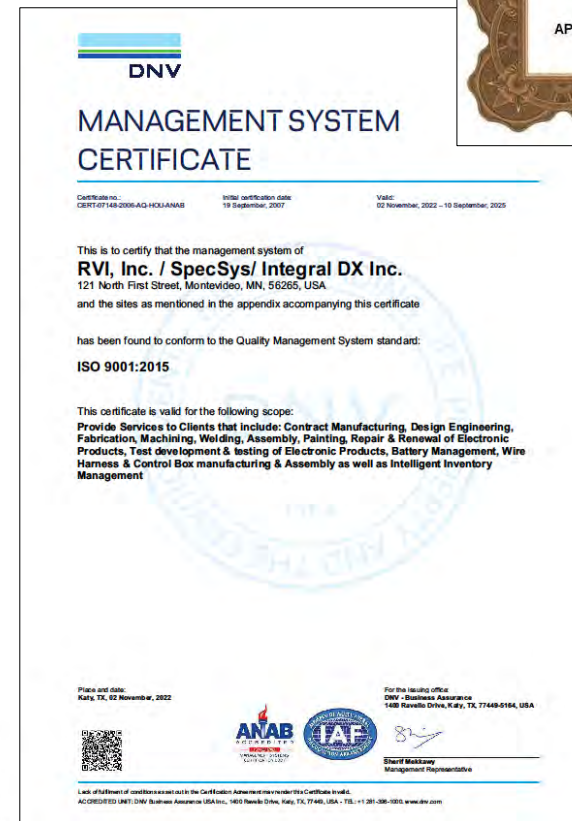 AP
DNV
MANAGEMENT SYSTEM
CERTIFICATE
Certificate no.:
CERT-07148-2006-AQ-HOU-ANAB
Initial certification date:
19 September, 2007
Valid:
02 November, 2022 – 10 September, 2025
This is to certify that the management system of
RVI, Inc. / SpecSys/ Integral DX Inc.
121 North First Street, Montevideo, MN, 56265, USA
and the sites as mentioned in the appendix accompanying this certificate
has been found to conform to the Quality Management System standard:
ISO 9001:2015
This certificate is valid for the following scope:
Provide Services to Clients that include: Contract Manufacturing, Design Engineering,
Fabrication, Machining, Welding, Assembly, Painting, Repair & Renewal of Electronic
Products, Test development & testing of Electronic Products, Battery Management, Wire
Harness & Control Box manufacturing & Assembly as well as Intelligent Inventory
Management
Place and date:
Katy, TX, 02 November, 2022
For the issuing office:
DNV - Business Assurance
1400 Ravello Drive, Katy, TX, 77449-5164, USA
ANAB
ACCREDITED
MANAGEMENT SYSTEMS
CERTIFICATION BODY
IAF
Sherif Mekkawy
Management Representative
Lack of fulfilment of conditions as set out in the Certification Agreement may render this Certificate invalid.
ACCREDITED UNIT: DNV Business Assurance USA Inc., 1400 Ravello Drive, Katy, TX, 77449, USA - TEL: +1 281-396-1000. www.dnv.com